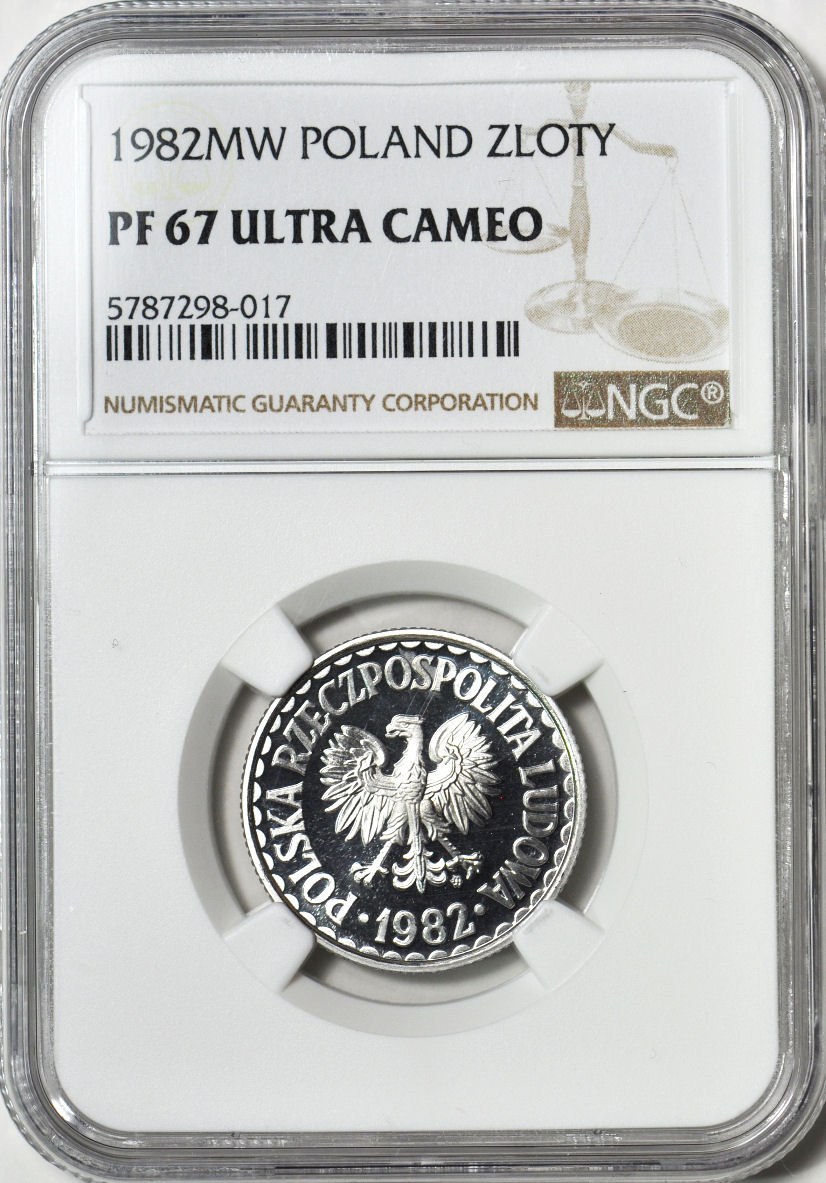 1982MW POLAND ZLOTY
PF 67 ULTRA CAMEO
5787298-017
NUMISMATIC GUARANTY CORPORATION
NGC®
POLSKA RZECZPOSPOLITA LUDOWA
·1982·